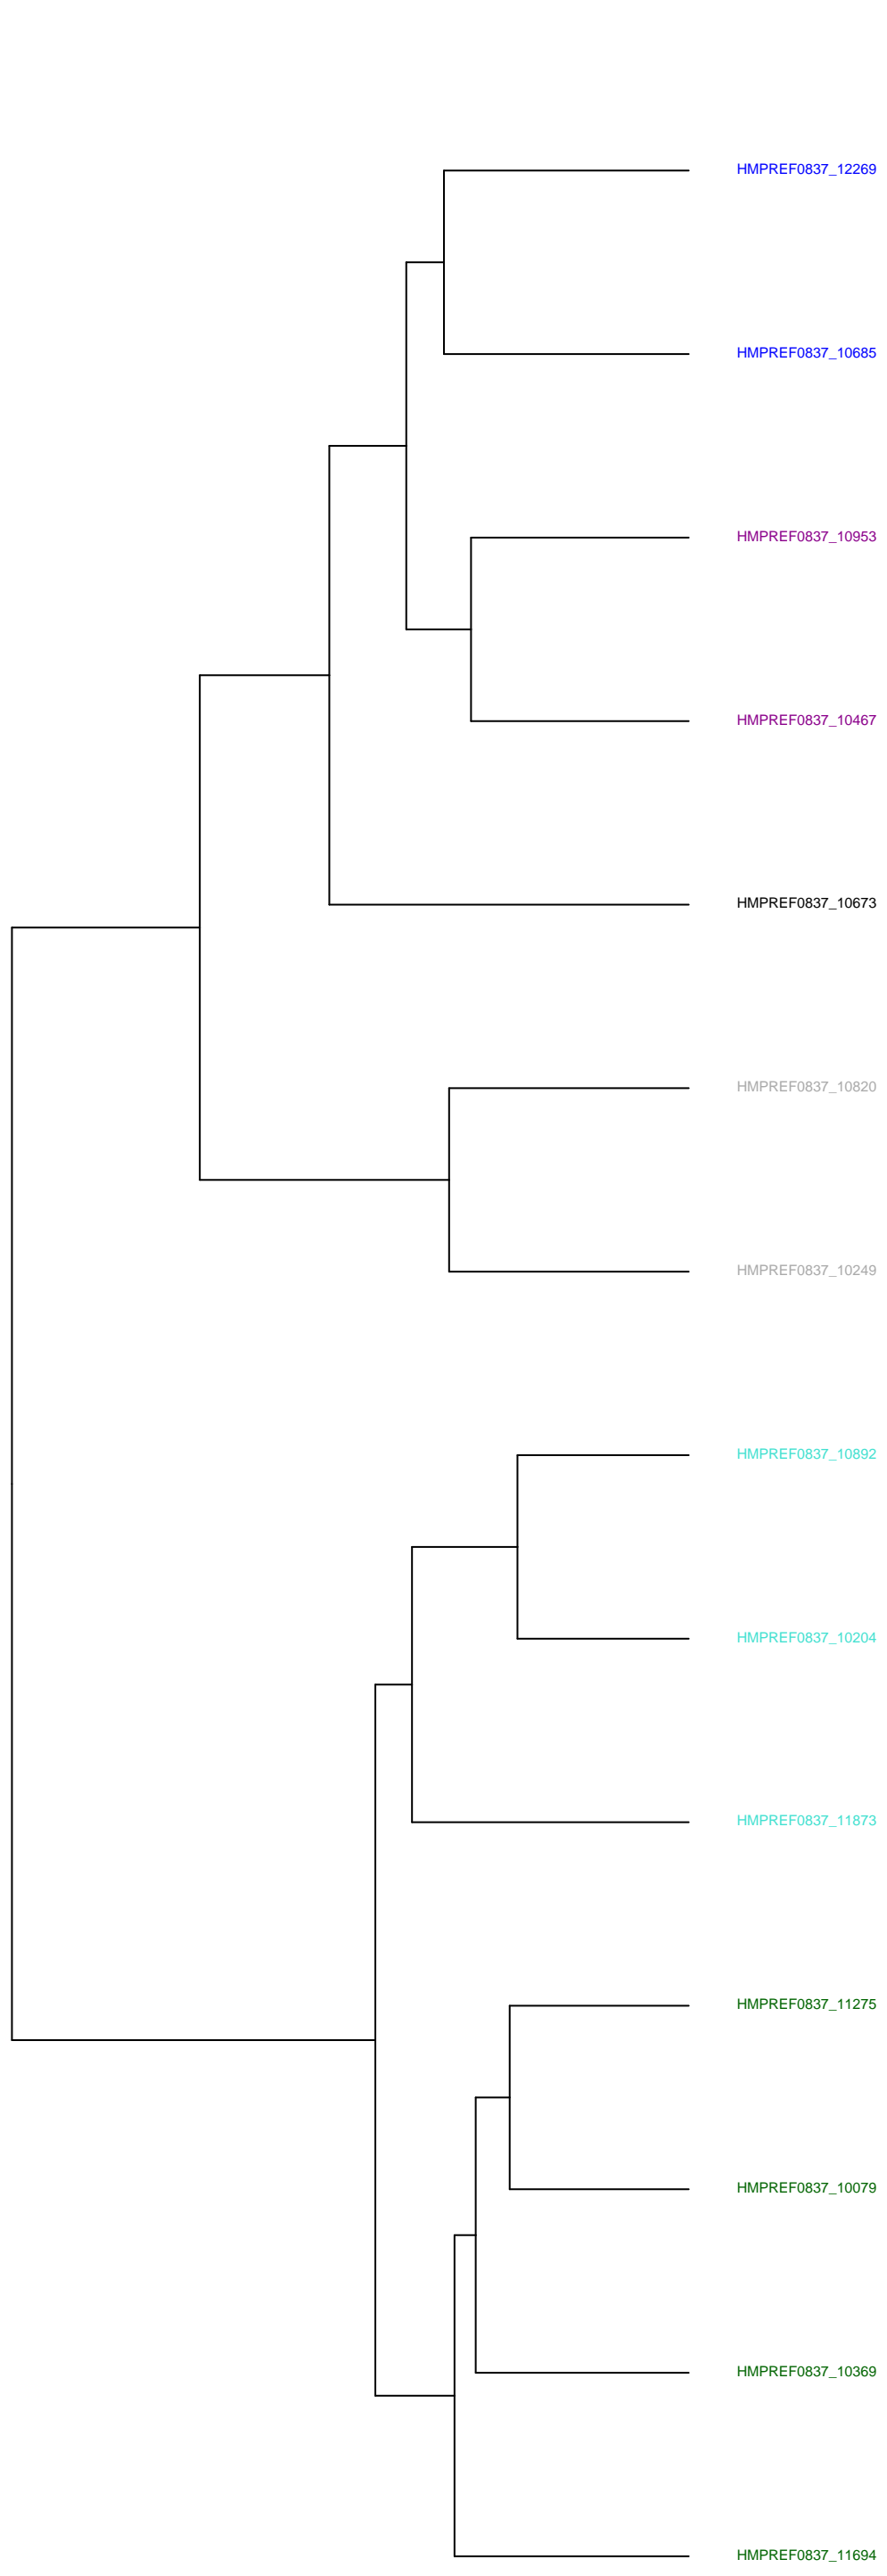 HMPREF0837_12269
HMPREF0837_10685
HMPREF0837_10953
HMPREF0837_10467
HMPREF0837_10673
HMPREF0837_10820
HMPREF0837_10249
HMPREF0837_10892
HMPREF0837_10204
HMPREF0837_11873
HMPREF0837_11275
HMPREF0837_10079
HMPREF0837_10369
HMPREF0837_11694